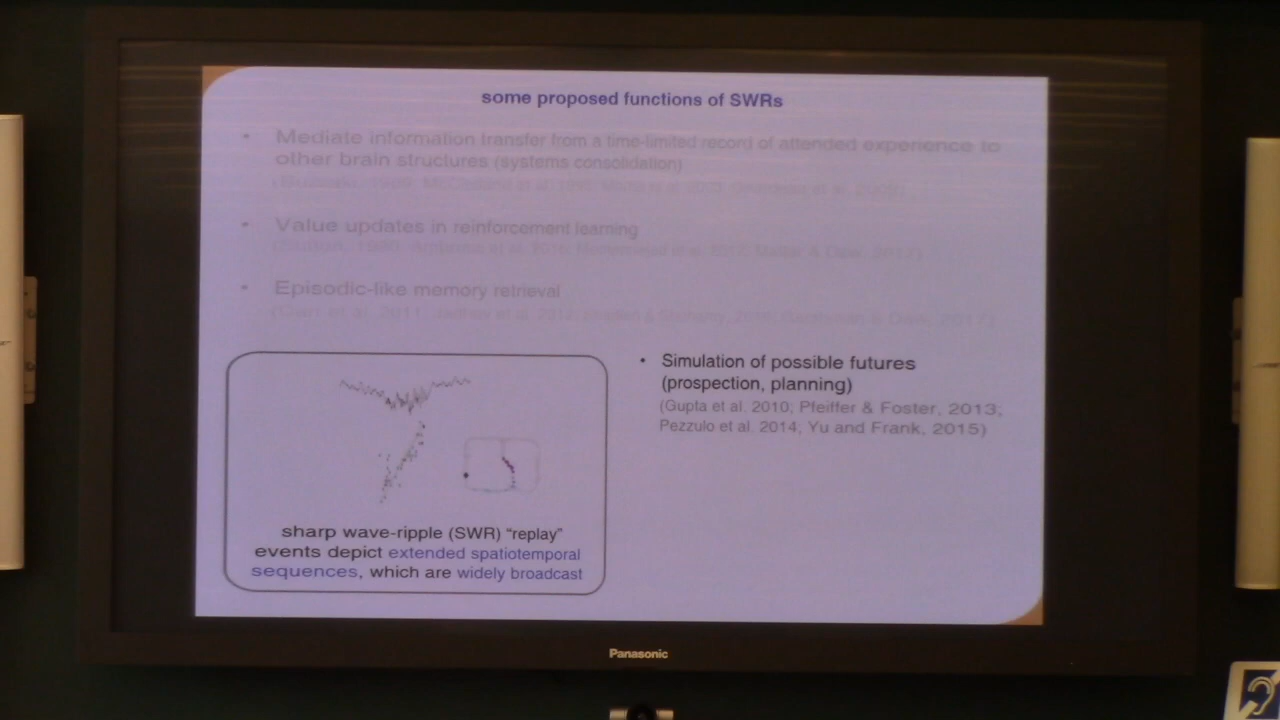 some proposed functions of SWRs
• Mediate information transfer from a time-limited record of attended experience to
other brain structures (systems consolidation)
• Value updates in reinforcement learning
• Episodic-like memory retrieval
• Simulation of possible futures
(prospection, planning)
(Gupta et al. 2010; Pfeiffer & Foster, 2013;
Pezzulo et al. 2014; Yu and Frank, 2015)
sharp wave-ripple (SWR) “replay”
events depict extended spatiotemporal
sequences, which are widely broadcast
Panasonic